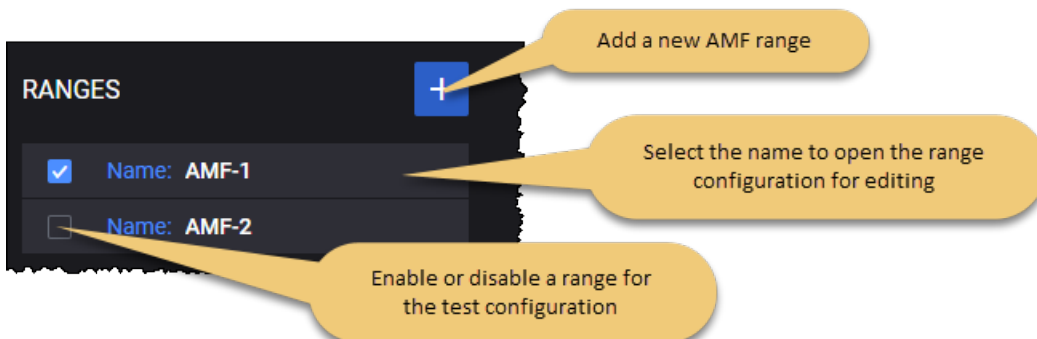 Add a new AMF range
RANGES
+
Select the name to open the range
configuration for editing
Name: AMF-1
Name: AMF-2
Enable or disable a range for
the test configuration